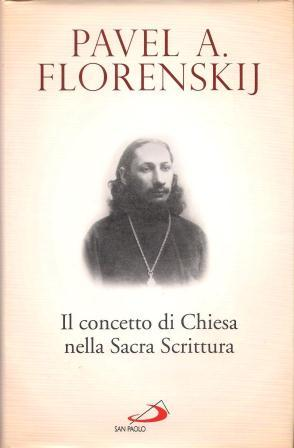 PAVEL A.
FLORENSKIJ
Il concetto di Chiesa
nella Sacra Scrittura
SAN PAOLO